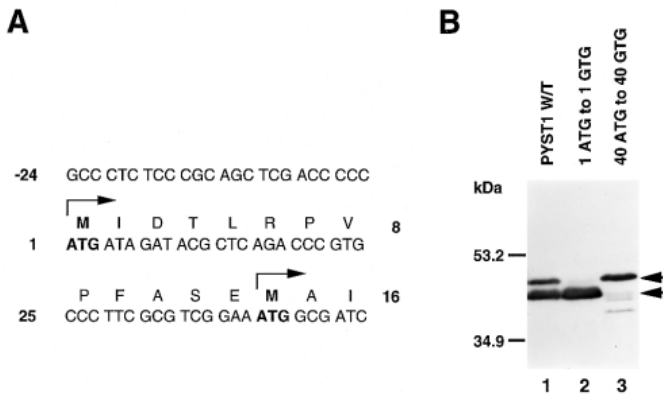 A
-24 GCC CTC TCC CGC AGC TCG ACC CCC
M I D T L R P V 8
1 ATG ATA GAT ACG CTC AGA CCC GTG
P F A S E M A I 16
25 CCC TTC GCG TCG GAA ATG GCG ATC
B
PYST1 W/T
1 ATG to 1 GTG
40 ATG to 40 GTG
kDa
53.2
34.9
1 2 3